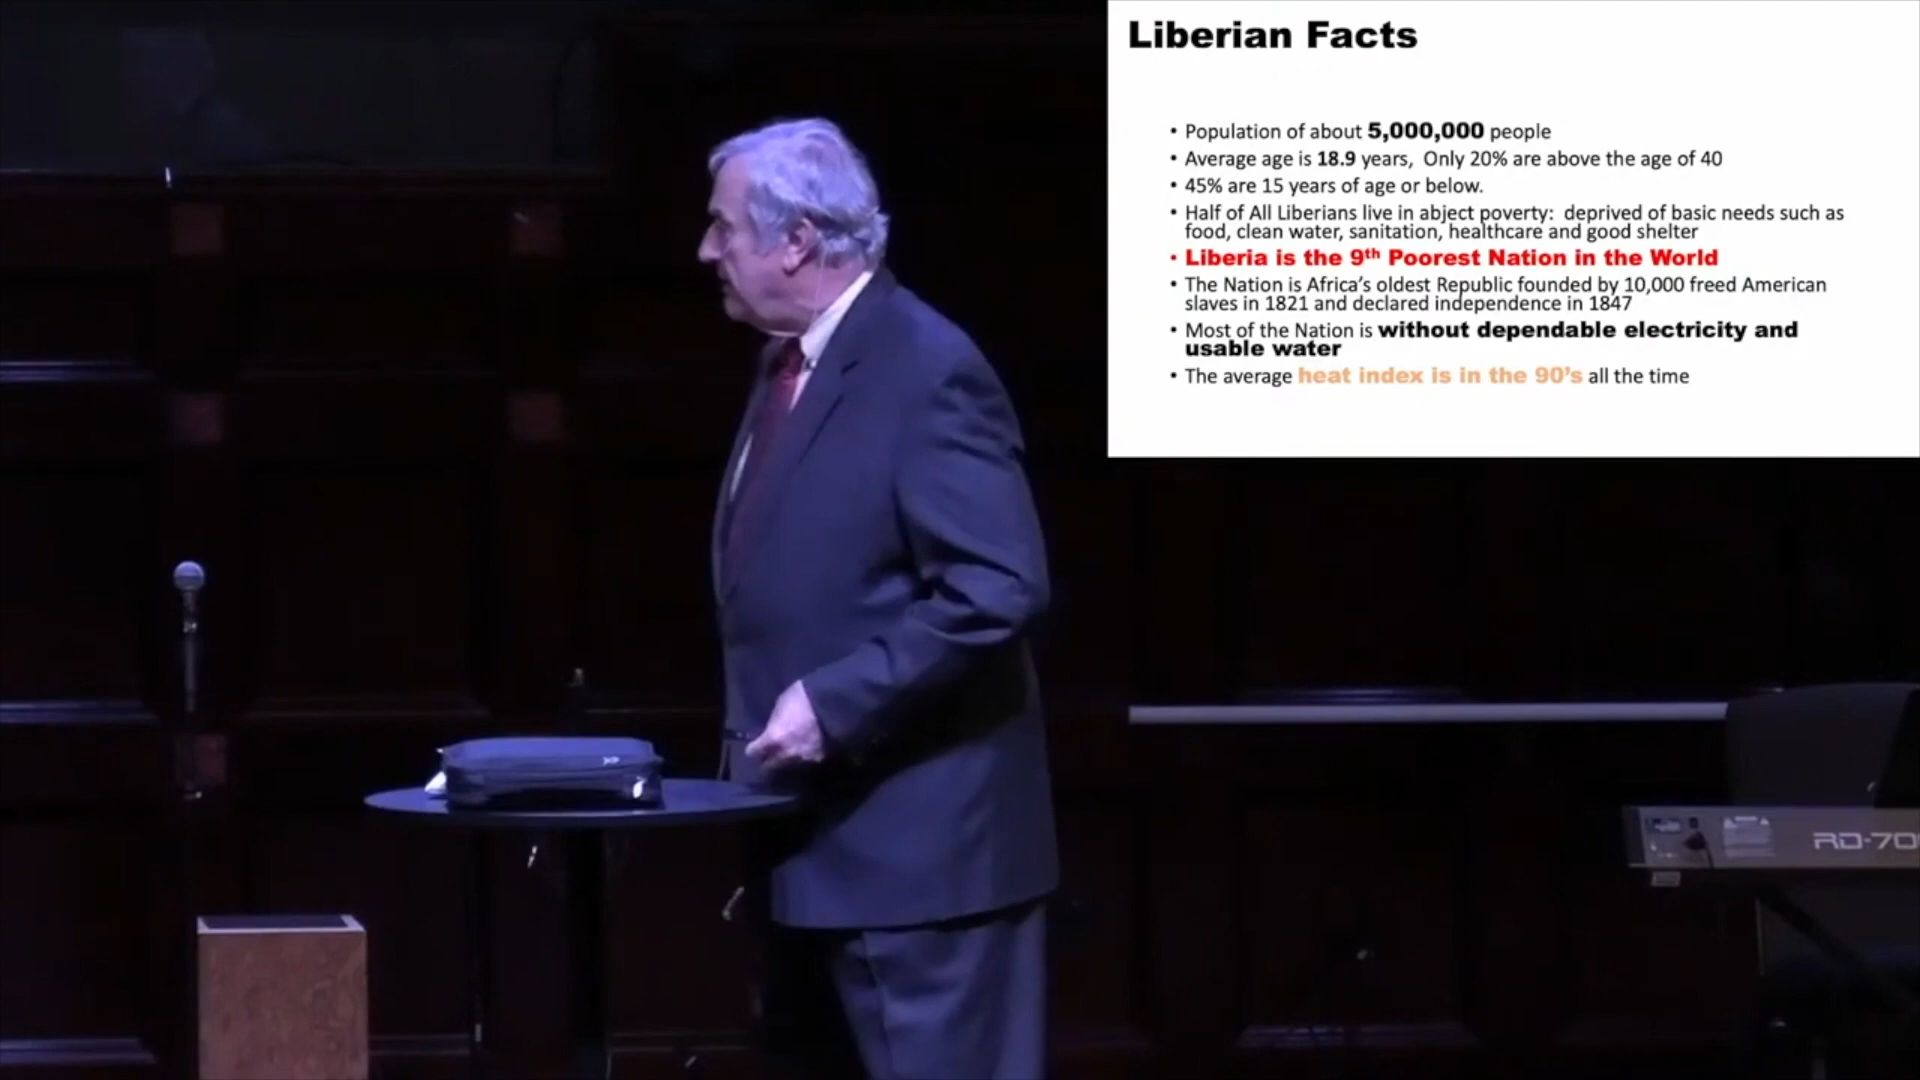 Liberian Facts
• Population of about 5,000,000 people
• Average age is 18.9 years, Only 20% are above the age of 40
• 45% are 15 years of age or below.
• Half of All Liberians live in abject poverty: deprived of basic needs such as
food, clean water, sanitation, healthcare and good shelter
• Liberia is the 9th Poorest Nation in the World
• The Nation is Africa's oldest Republic founded by 10,000 freed American
slaves in 1821 and declared independence in 1847
• Most of the Nation is without dependable electricity and
usable water
• The average heat index is in the 90's all the time
RD-70